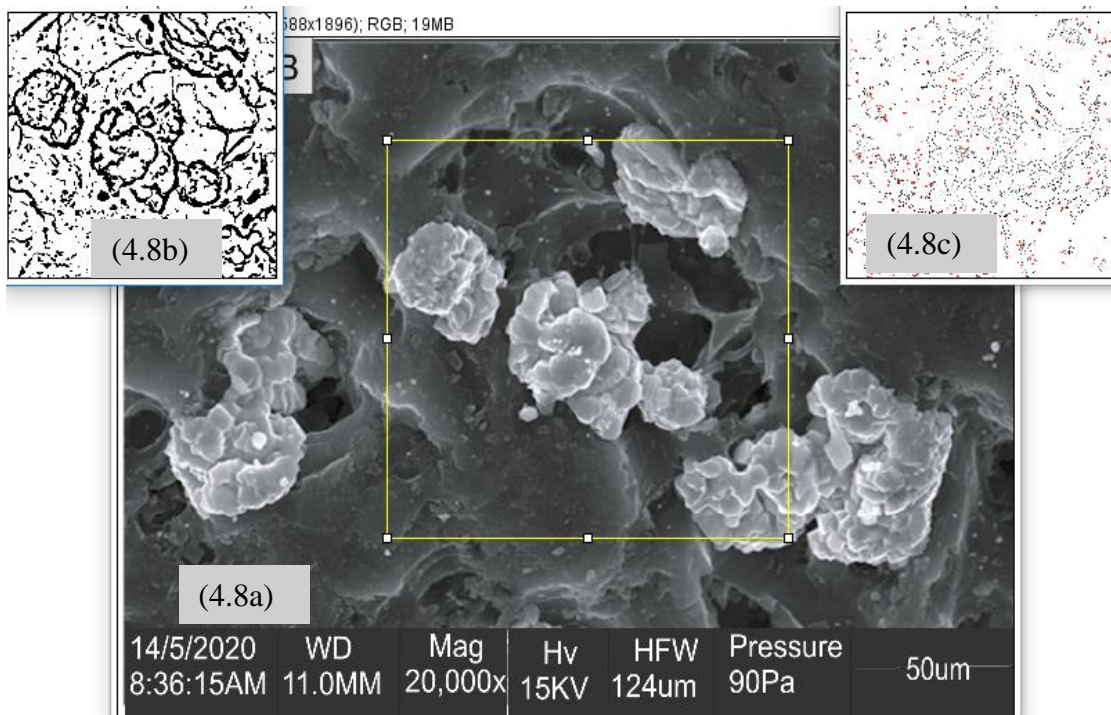 588x1896); RGB; 19MB
B
(4.8b)
(4.8c)
(4.8a)
14/5/2020 WD Mag Hv HFW Pressure 50um
8:36:15AM 11.0MM 20,000x 15KV 124um 90Pa